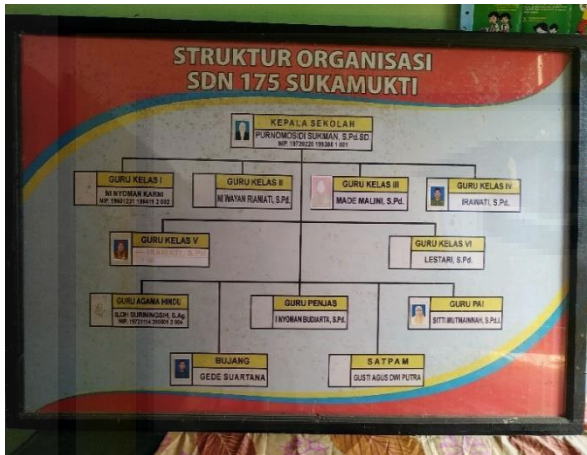 STRUKTUR ORGANISASI
SDN 175 SUKAMUKTI
KEPALA SEKOLAH
PURNOMOSIDI SUKMAN, S.Pd.SD.
GURU KELAS I
NI NYOMAN KARNI
GURU KELAS II
NI WAYAN RIANIATI, S.Pd.
GURU KELAS III
MADE MALINI, S.Pd.
GURU KELAS IV
IRAWATI, S.Pd.
GURU KELAS V
S.Pd
GURU KELAS VI
LESTARI, S.Pd.
GURU AGAMA HINDU
S.Ag.
GURU PENJAS
I NYOMAN BUDIARTA, S.Pd.
GURU PAI
SITTI MUTMAINNAH, S.Pd.I.
BUJANG
GEDE SUARTANA
SATPAM
GUSTI AGUS DWI PUTRA